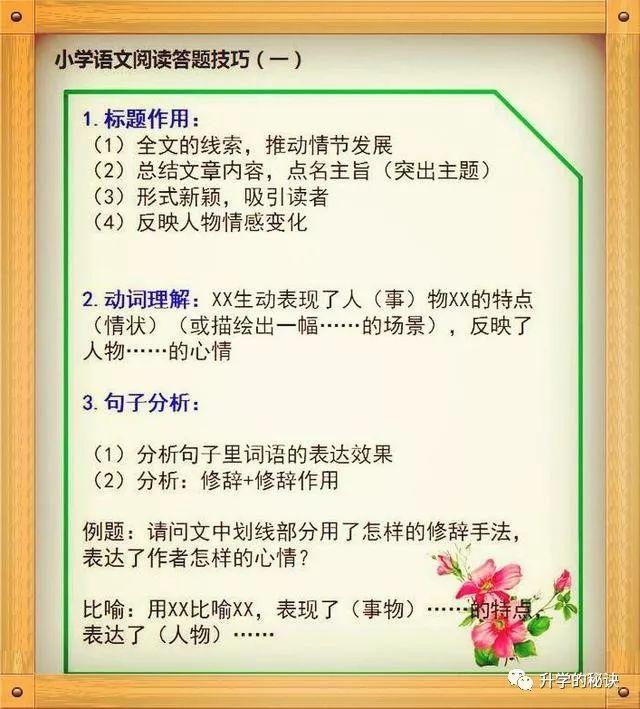 小学语文阅读答题技巧（一）
1.标题作用：
（1）全文的线索，推动情节发展
（2）总结文章内容，点名主旨（突出主题）
（3）形式新颖，吸引读者
（4）反映人物情感变化
2.动词理解：XX生动表现了人（事）物XX的特点
（情状）（或描绘出一幅……的场景），反映了
人物……的心情
3.句子分析：
（1）分析句子里词语的表达效果
（2）分析：修辞+修辞作用
例题：请问文中划线部分用了怎样的修辞手法，
表达了作者怎样的心情？
比喻：用XX比喻XX，表现了（事物）……的特点，
表达了（人物）……
升学的秘诀